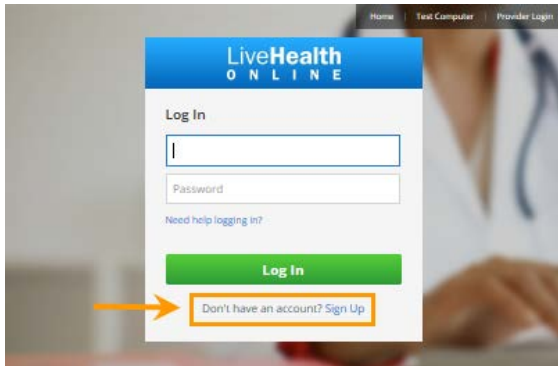 Home | Test Computer | Provider Login
LiveHealth
ONLINE
Log In
Password
Need help logging in?
Log In
Don't have an account? Sign Up